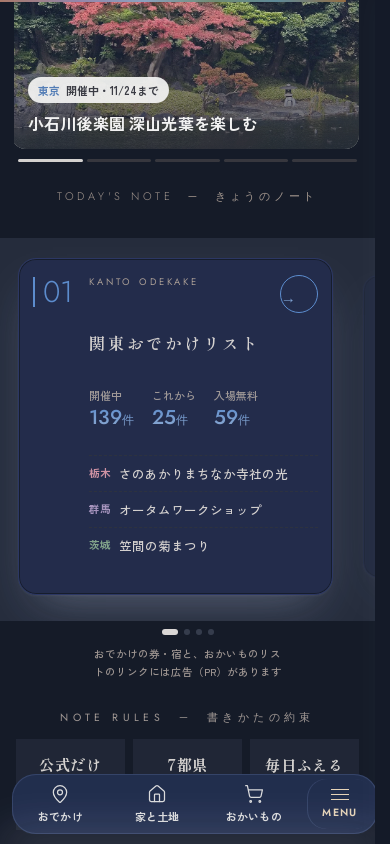 東京 開催中・11/24まで
小石川後楽園 深山光葉を楽しむ
TODAY'S NOTE — きょうのノート
01
KANTO ODEKAKE
→
関東おでかけリスト
開催中 これから 入場無料
139件 25件 59件
栃木 さのあかりまちなか寺社の光
群馬 オータムワークショップ
茨城 笠間の菊まつり
おでかけの券・宿と、おかいものリス
トのリンクには広告（PR）があります
NOTE RULES — 書きかたの約束
公式だけ 7都県 毎日ふえる
おでかけ 家と土地 おかいもの MENU